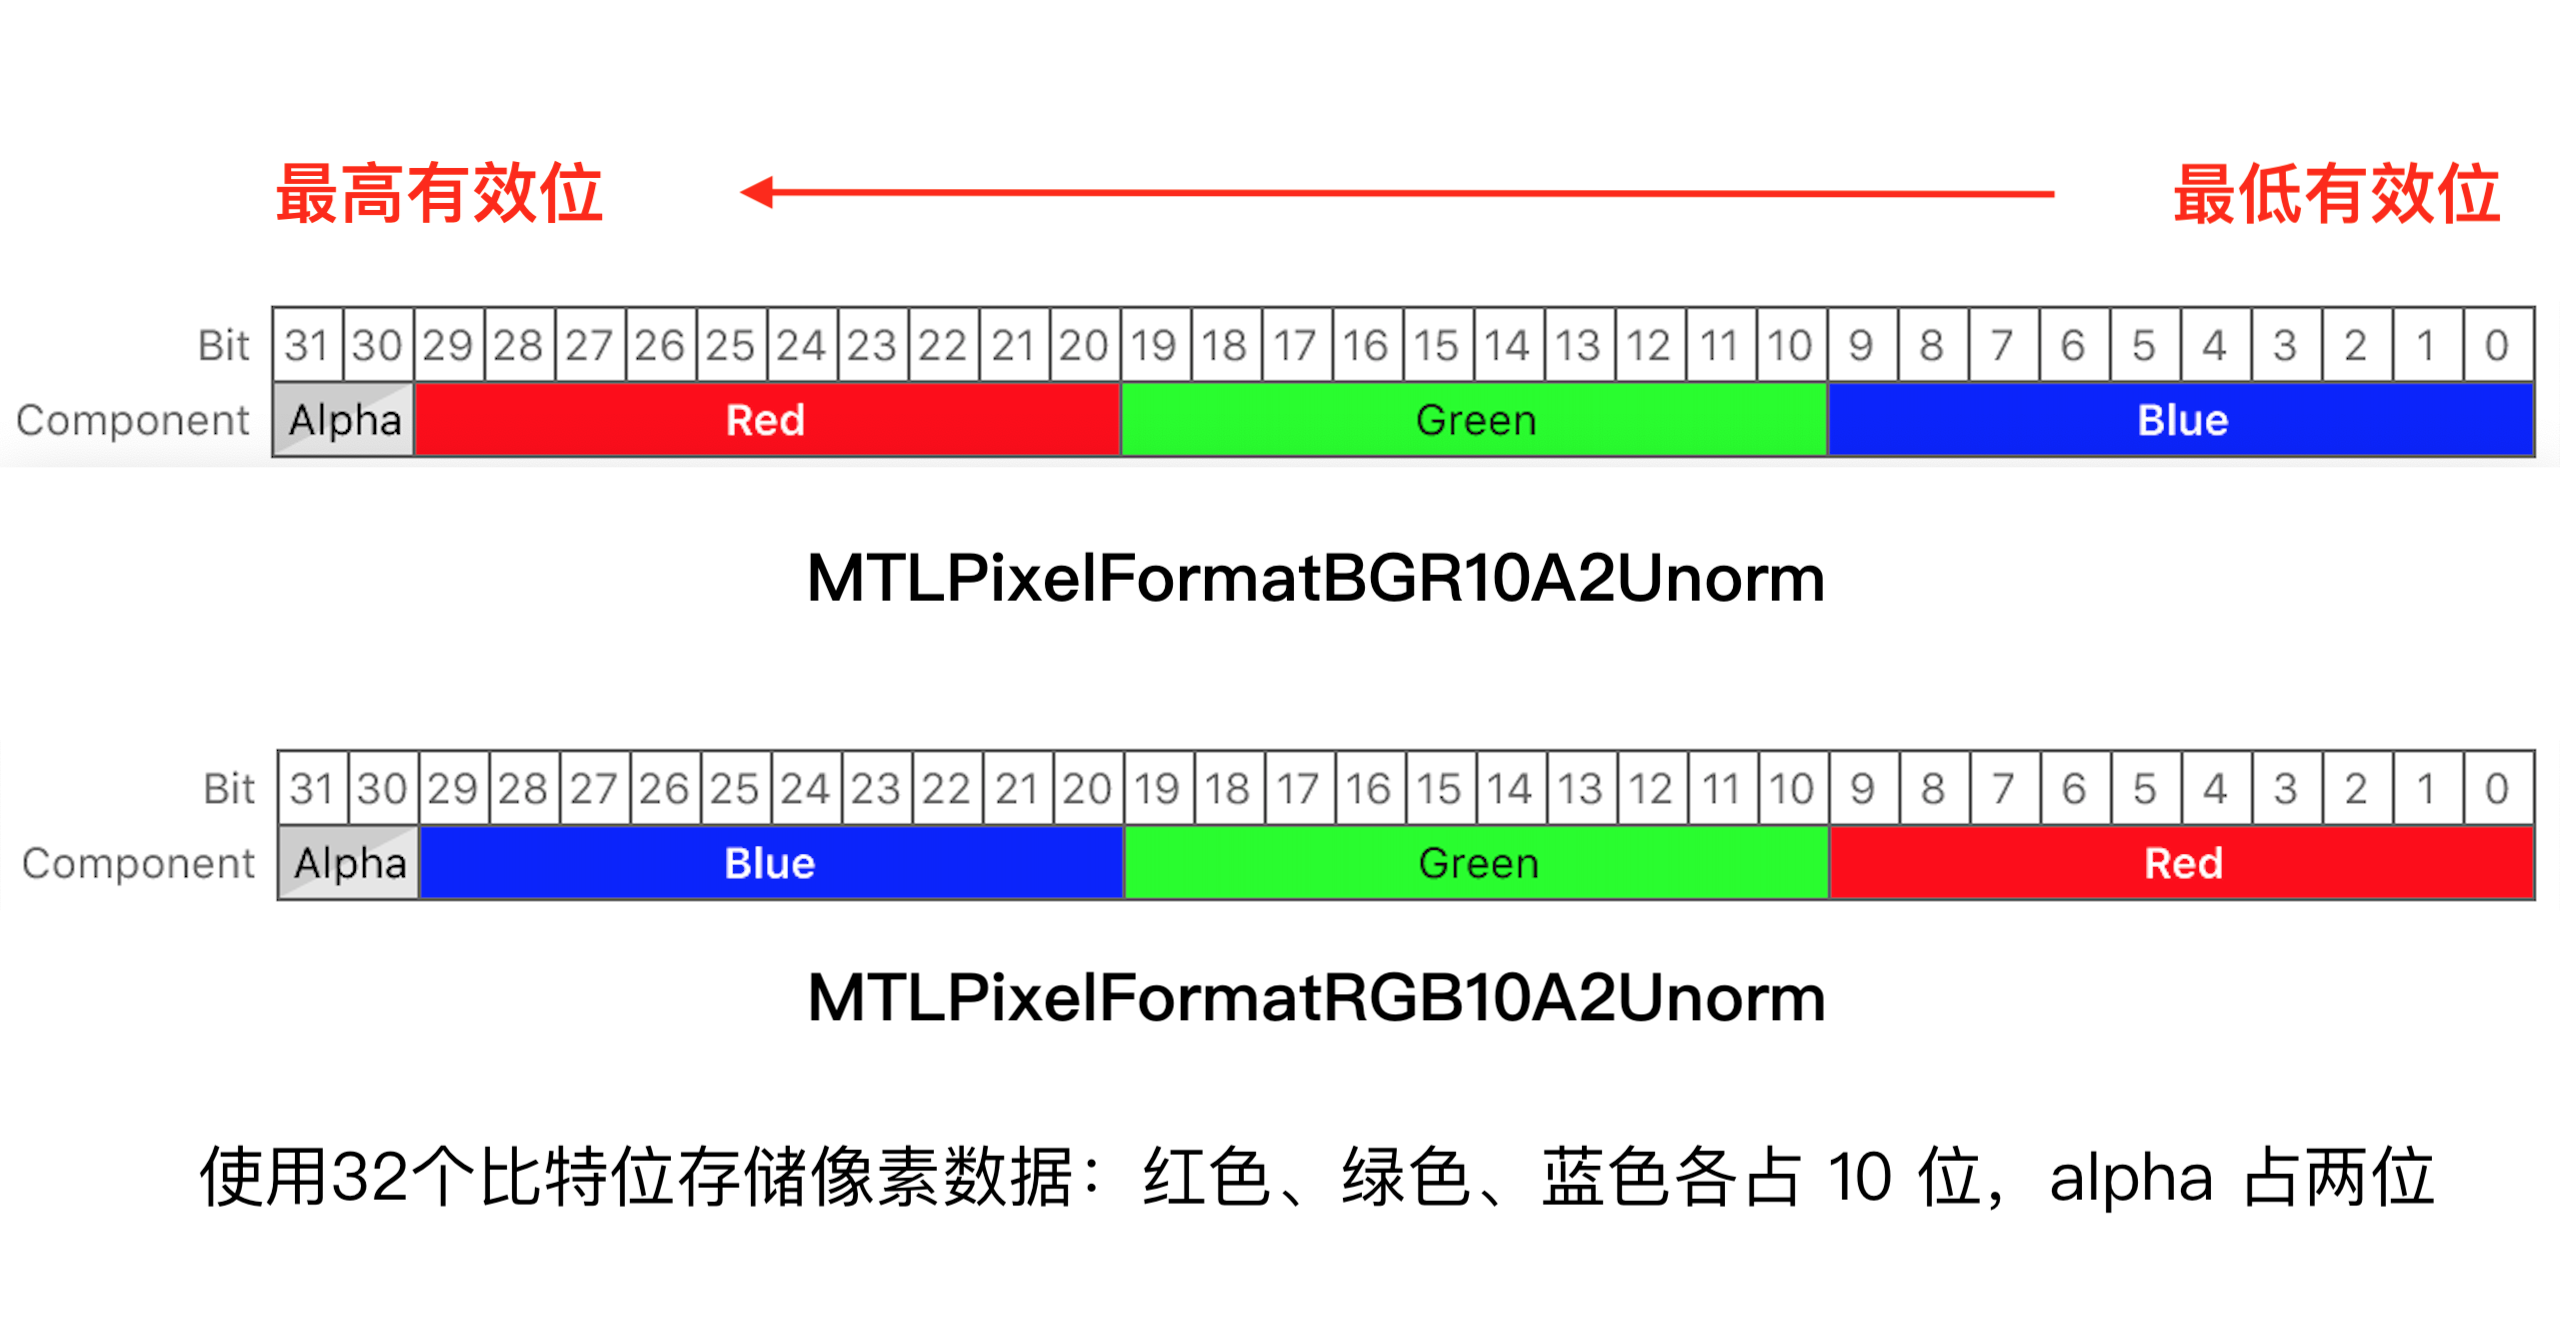 最高有效位 最低有效位
Bit 31 30 29 28 27 26 25 24 23 22 21 20 19 18 17 16 15 14 13 12 11 10 9 8 7 6 5 4 3 2 1 0
Component Alpha Red Green Blue
MTLPixelFormatBGR10A2Unorm
Bit 31 30 29 28 27 26 25 24 23 22 21 20 19 18 17 16 15 14 13 12 11 10 9 8 7 6 5 4 3 2 1 0
Component Alpha Blue Green Red
MTLPixelFormatRGB10A2Unorm
使用32个比特位存储像素数据：红色、绿色、蓝色各占 10 位，alpha 占两位